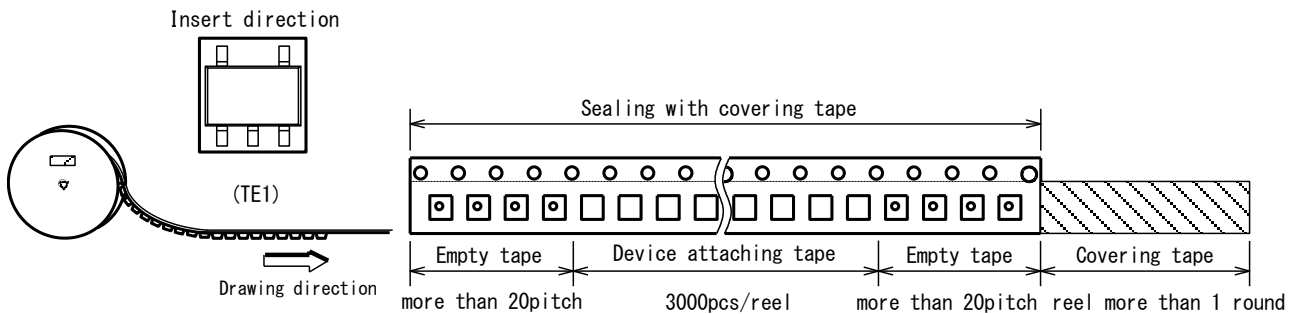 Insert direction
(TE1)
Drawing direction
Sealing with covering tape
Empty tape
Device attaching tape
Empty tape
Covering tape
more than 20pitch
3000pcs/reel
more than 20pitch
reel more than 1 round